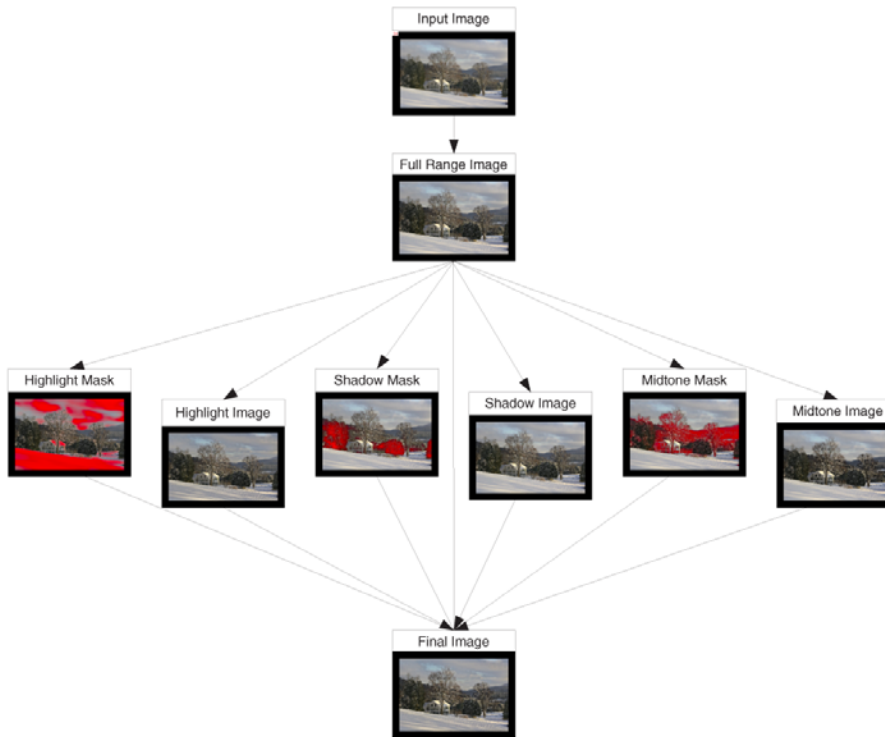 Input Image
Full Range Image
Highlight Mask
Highlight Image
Shadow Mask
Shadow Image
Midtone Mask
Midtone Image
Final Image